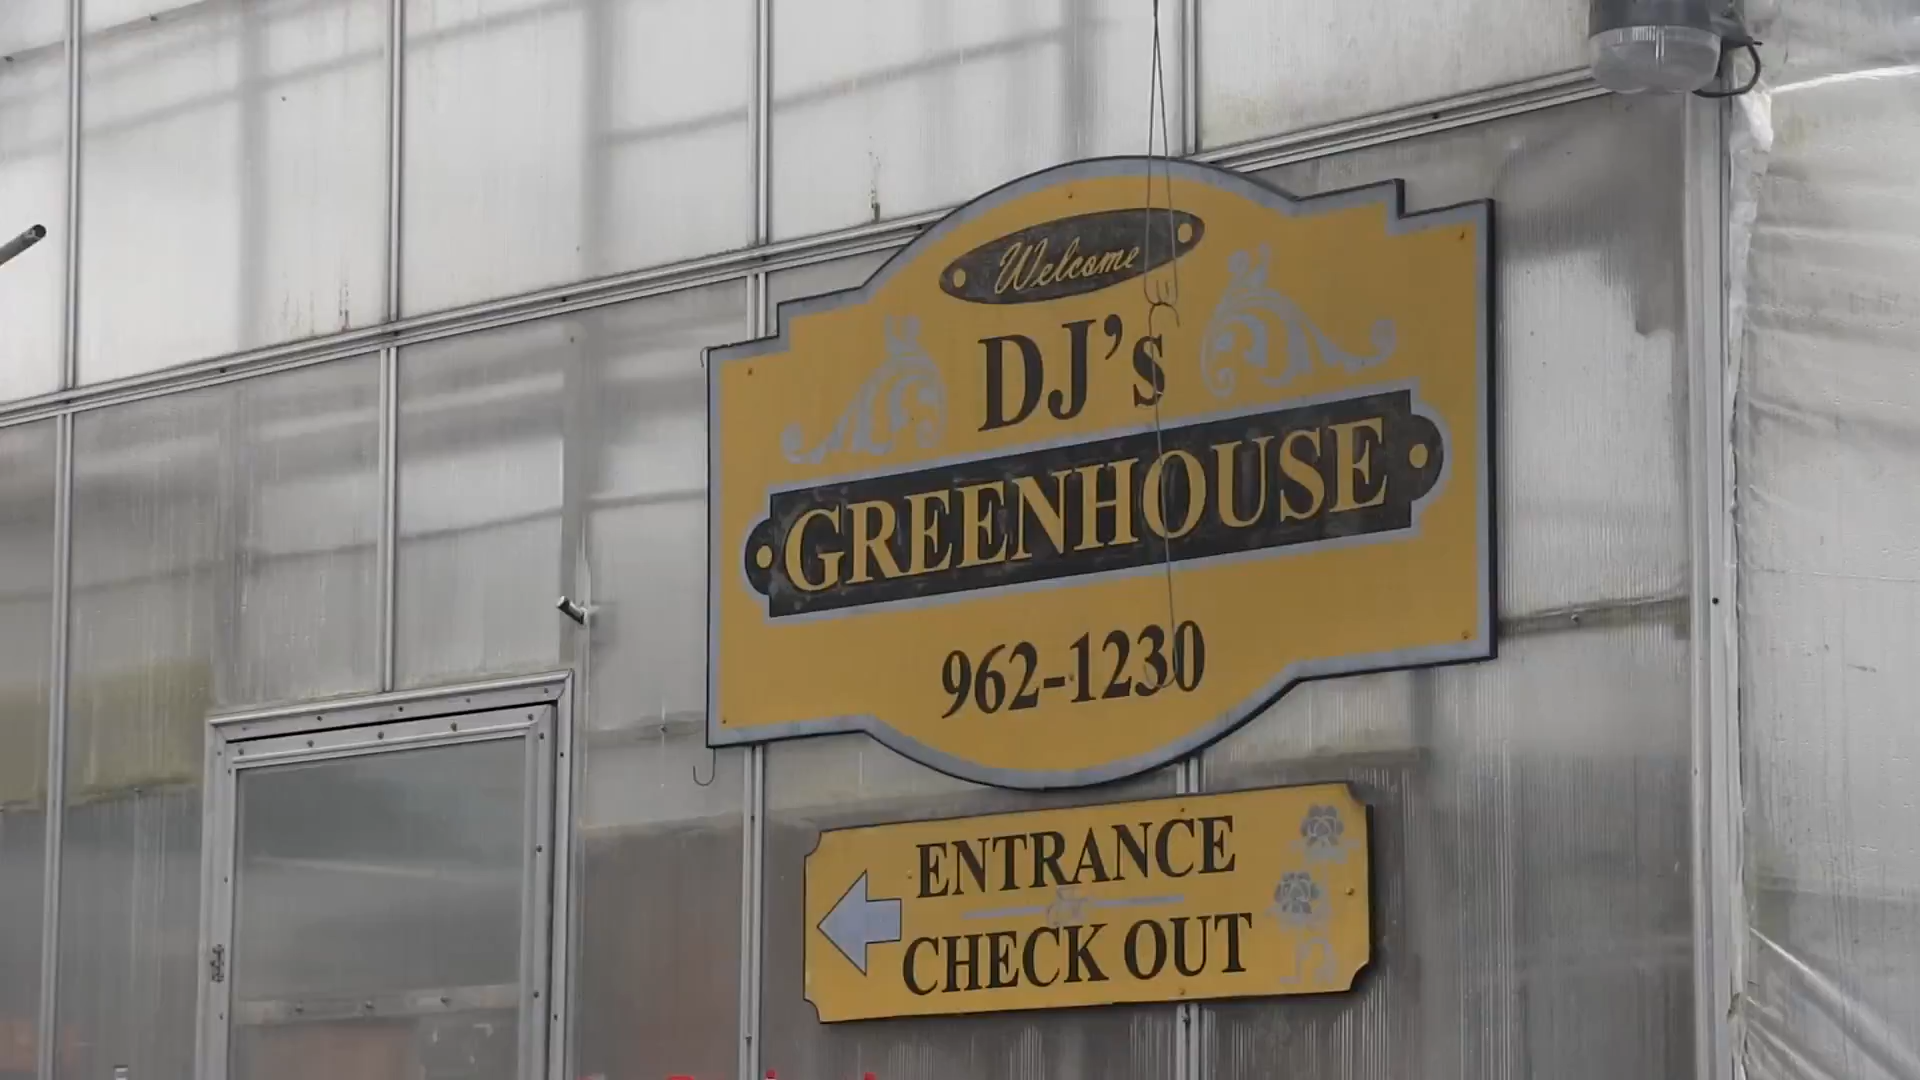 Welcome
DJ's
GREENHOUSE
962-1230
ENTRANCE
&
CHECK OUT